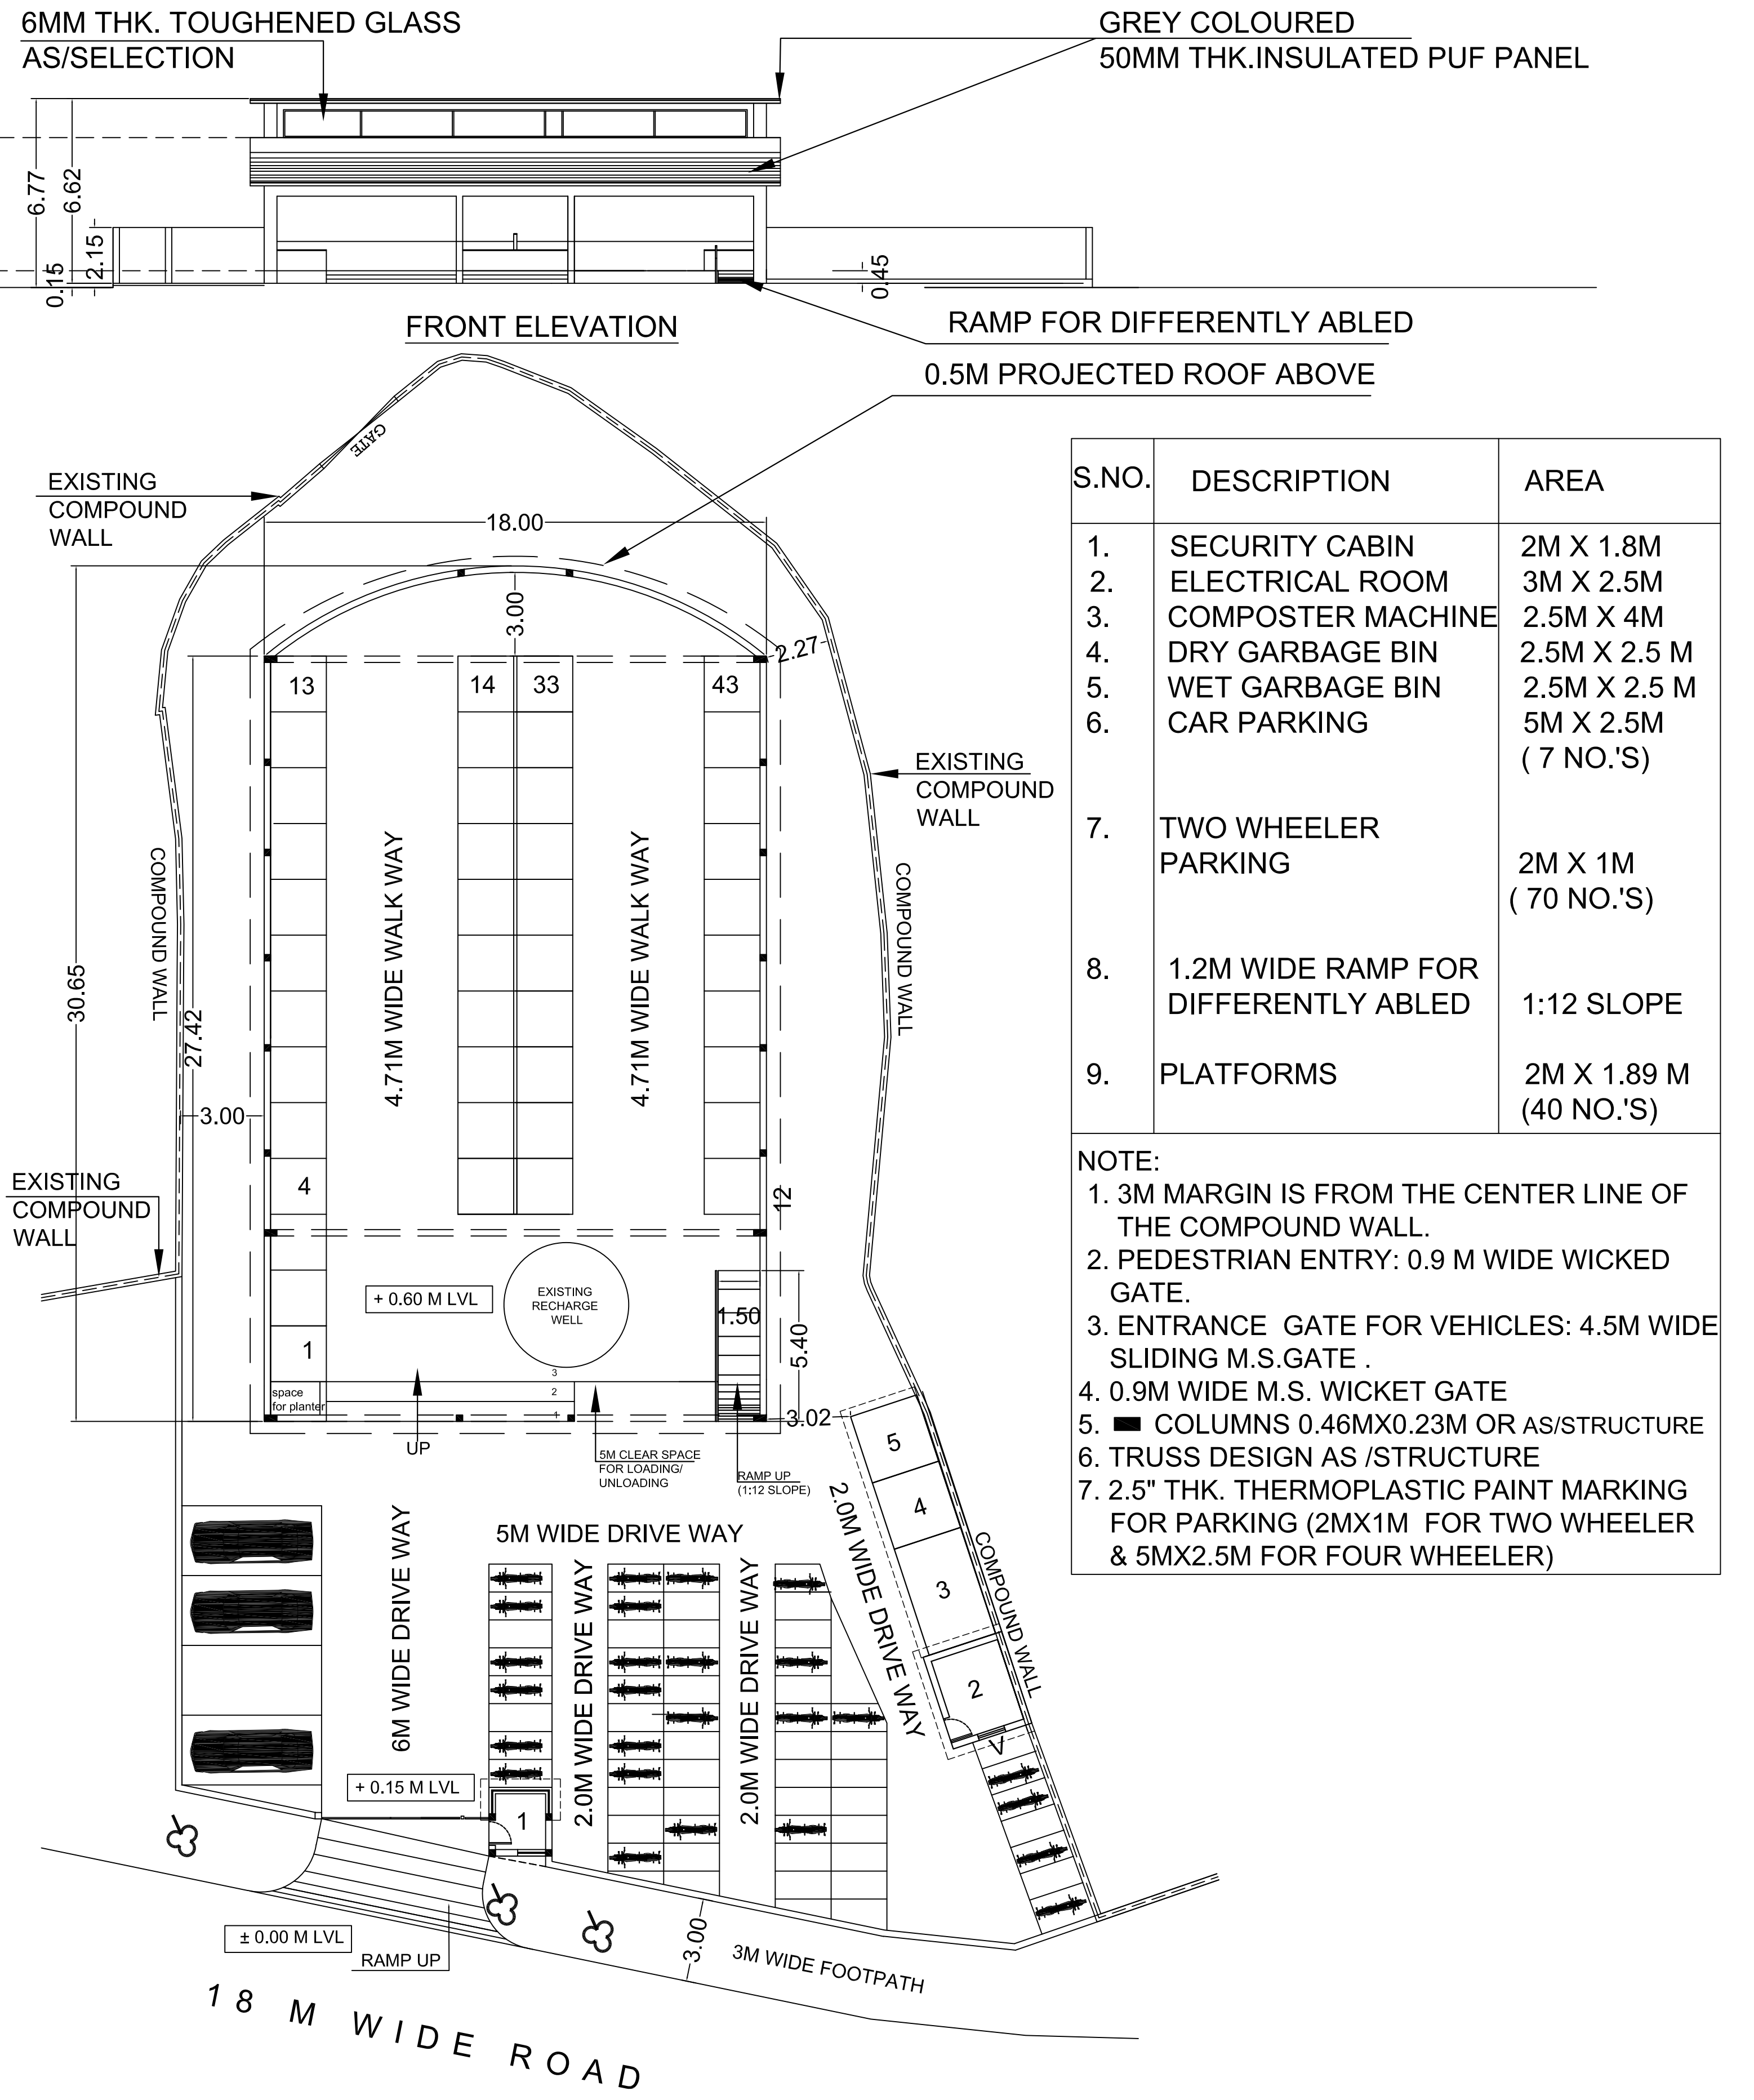 6MM THK. TOUGHENED GLASS
AS/SELECTION
GREY COLOURED
50MM THK.INSULATED PUF PANEL
6.77
6.62
0.15
2.15
0.45
FRONT ELEVATION
RAMP FOR DIFFERENTLY ABLED
0.5M PROJECTED ROOF ABOVE
GATE
EXISTING
COMPOUND
WALL
18.00
3.00
2.27
13
14
33
43
EXISTING
COMPOUND
WALL
COMPOUND WALL
COMPOUND WALL
30.65
27.42
4.71M WIDE WALK WAY
4.71M WIDE WALK WAY
3.00
EXISTING
COMPOUND
WALL
4
12
+ 0.60 M LVL
EXISTING
RECHARGE
WELL
1.50
5.40
1
3
2
1
space
for planter
3.02
UP
5M CLEAR SPACE
FOR LOADING/
UNLOADING
RAMP UP
(1:12 SLOPE)
5
4
3
2
V
2.0M WIDE DRIVE WAY
COMPOUND WALL
5M WIDE DRIVE WAY
6M WIDE DRIVE WAY
2.0M WIDE DRIVE WAY
2.0M WIDE DRIVE WAY
+ 0.15 M LVL
1
± 0.00 M LVL
RAMP UP
3.00
3M WIDE FOOTPATH
18 M WIDE ROAD
S.NO. DESCRIPTION AREA
1. SECURITY CABIN 2M X 1.8M
2. ELECTRICAL ROOM 3M X 2.5M
3. COMPOSTER MACHINE 2.5M X 4M
4. DRY GARBAGE BIN 2.5M X 2.5 M
5. WET GARBAGE BIN 2.5M X 2.5 M
6. CAR PARKING 5M X 2.5M
( 7 NO.'S)
7. TWO WHEELER
PARKING 2M X 1M
( 70 NO.'S)
8. 1.2M WIDE RAMP FOR
DIFFERENTLY ABLED 1:12 SLOPE
9. PLATFORMS 2M X 1.89 M
(40 NO.'S)
NOTE:
1. 3M MARGIN IS FROM THE CENTER LINE OF
THE COMPOUND WALL.
2. PEDESTRIAN ENTRY: 0.9 M WIDE WICKED
GATE.
3. ENTRANCE GATE FOR VEHICLES: 4.5M WIDE
SLIDING M.S.GATE .
4. 0.9M WIDE M.S. WICKET GATE
5. COLUMNS 0.46MX0.23M OR AS/STRUCTURE
6. TRUSS DESIGN AS /STRUCTURE
7. 2.5" THK. THERMOPLASTIC PAINT MARKING
FOR PARKING (2MX1M FOR TWO WHEELER
& 5MX2.5M FOR FOUR WHEELER)